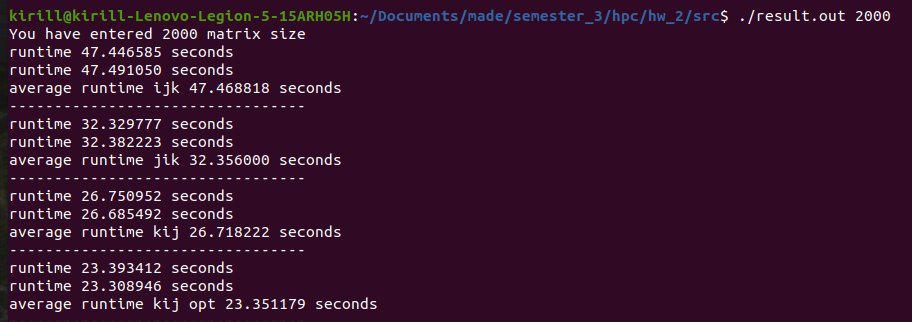 kirill@kirill-Lenovo-Legion-5-15ARH05H:~/Documents/made/semester_3/hpc/hw_2/src$ ./result.out 2000
You have entered 2000 matrix size
runtime 47.446585 seconds
runtime 47.491050 seconds
average runtime ijk 47.468818 seconds
---------------------------------
runtime 32.329777 seconds
runtime 32.382223 seconds
average runtime jik 32.356000 seconds
---------------------------------
runtime 26.750952 seconds
runtime 26.685492 seconds
average runtime kij 26.718222 seconds
---------------------------------
runtime 23.393412 seconds
runtime 23.308946 seconds
average runtime kij opt 23.351179 seconds